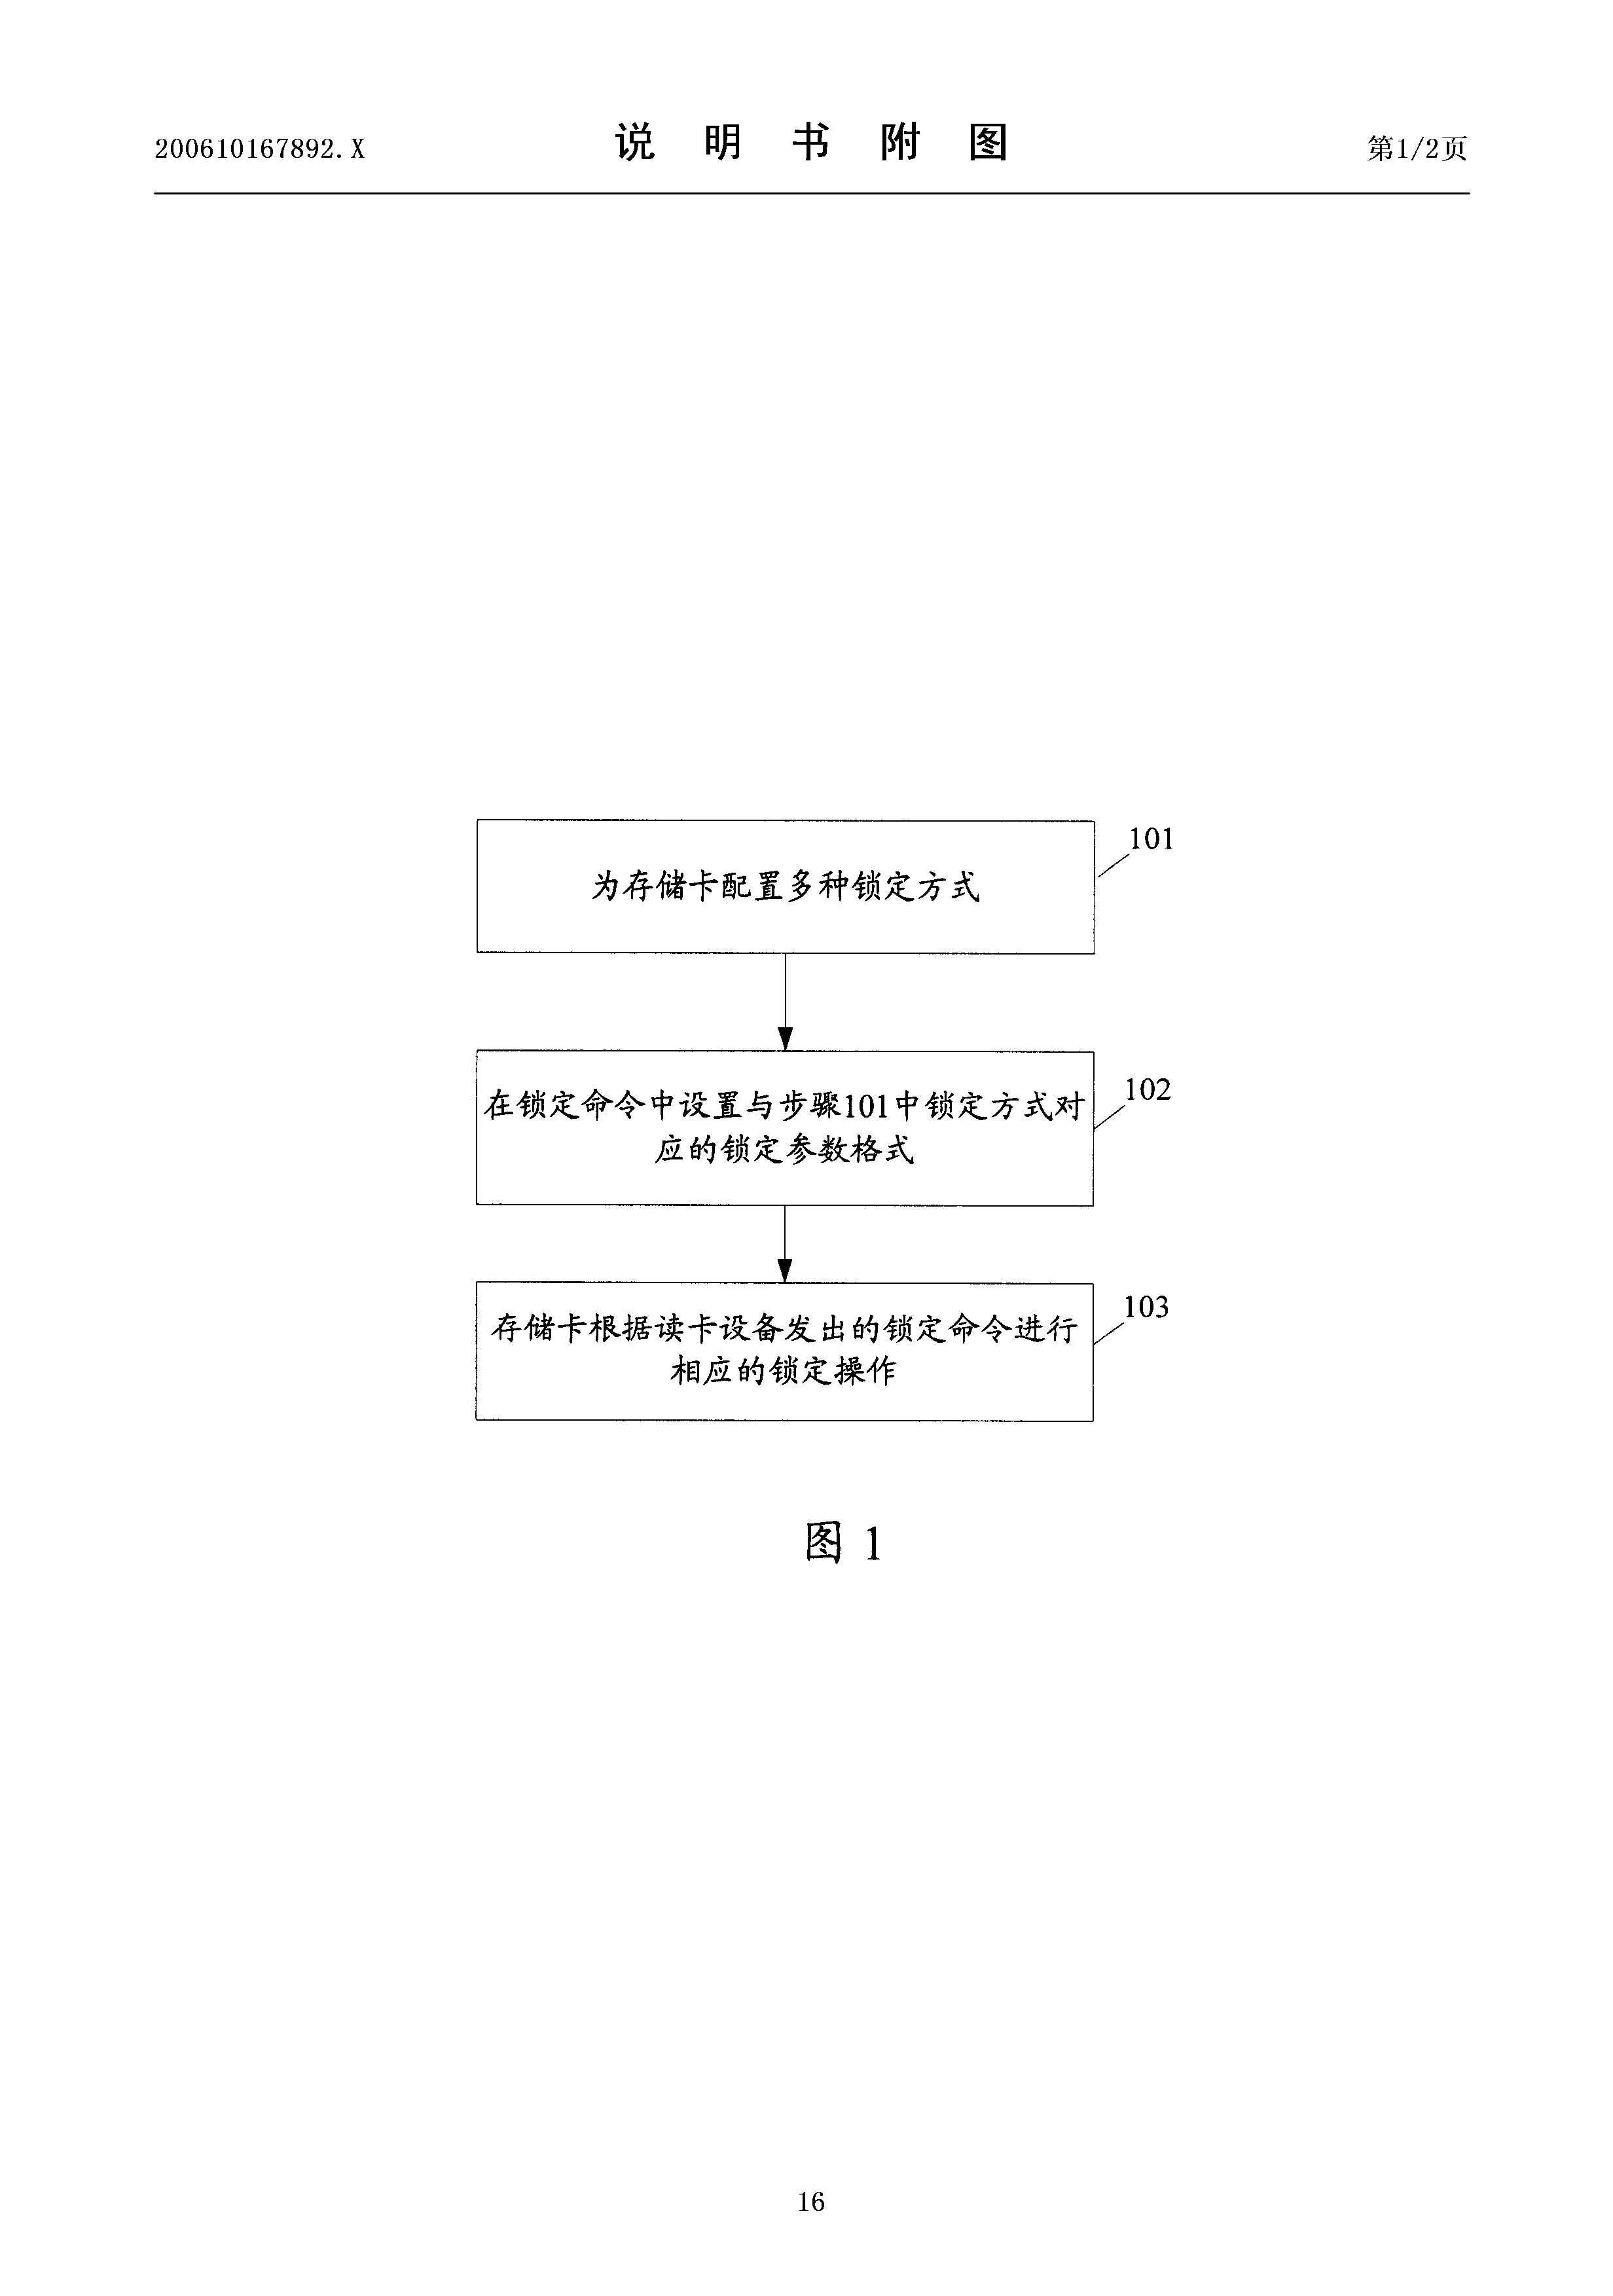 200610167892.X
说明书附图
第1/2页
101
为存储卡配置多种锁定方式
102
在锁定命令中设置与步骤101中锁定方式对
应的锁定参数格式
103
存储卡根据读卡设备发出的锁定命令进行
相应的锁定操作
图 1
16